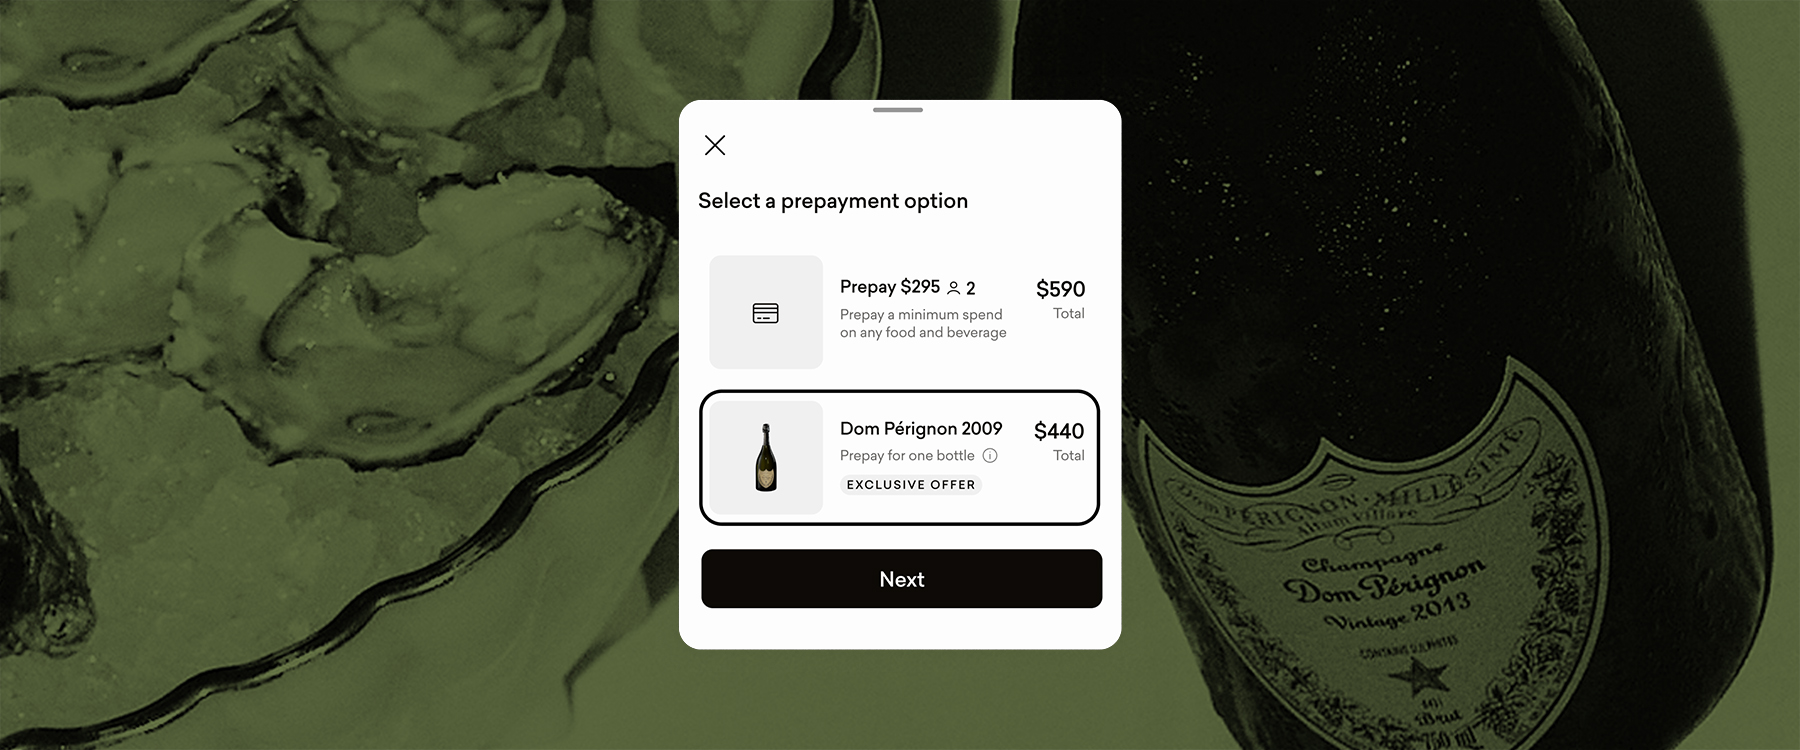 Select a prepayment option
Prepay $295 2
$590
Prepay a minimum spend
on any food and beverage
Total
Dom Pérignon 2009
$440
Prepay for one bottle
Total
EXCLUSIVE OFFER
Next
Dom PÉRIGNON · MILLÉSIME
Altum Villare
Champagne
Dom Pérignon
Vintage 2013
CONTAINS SULPHITES
Brut
750 ml